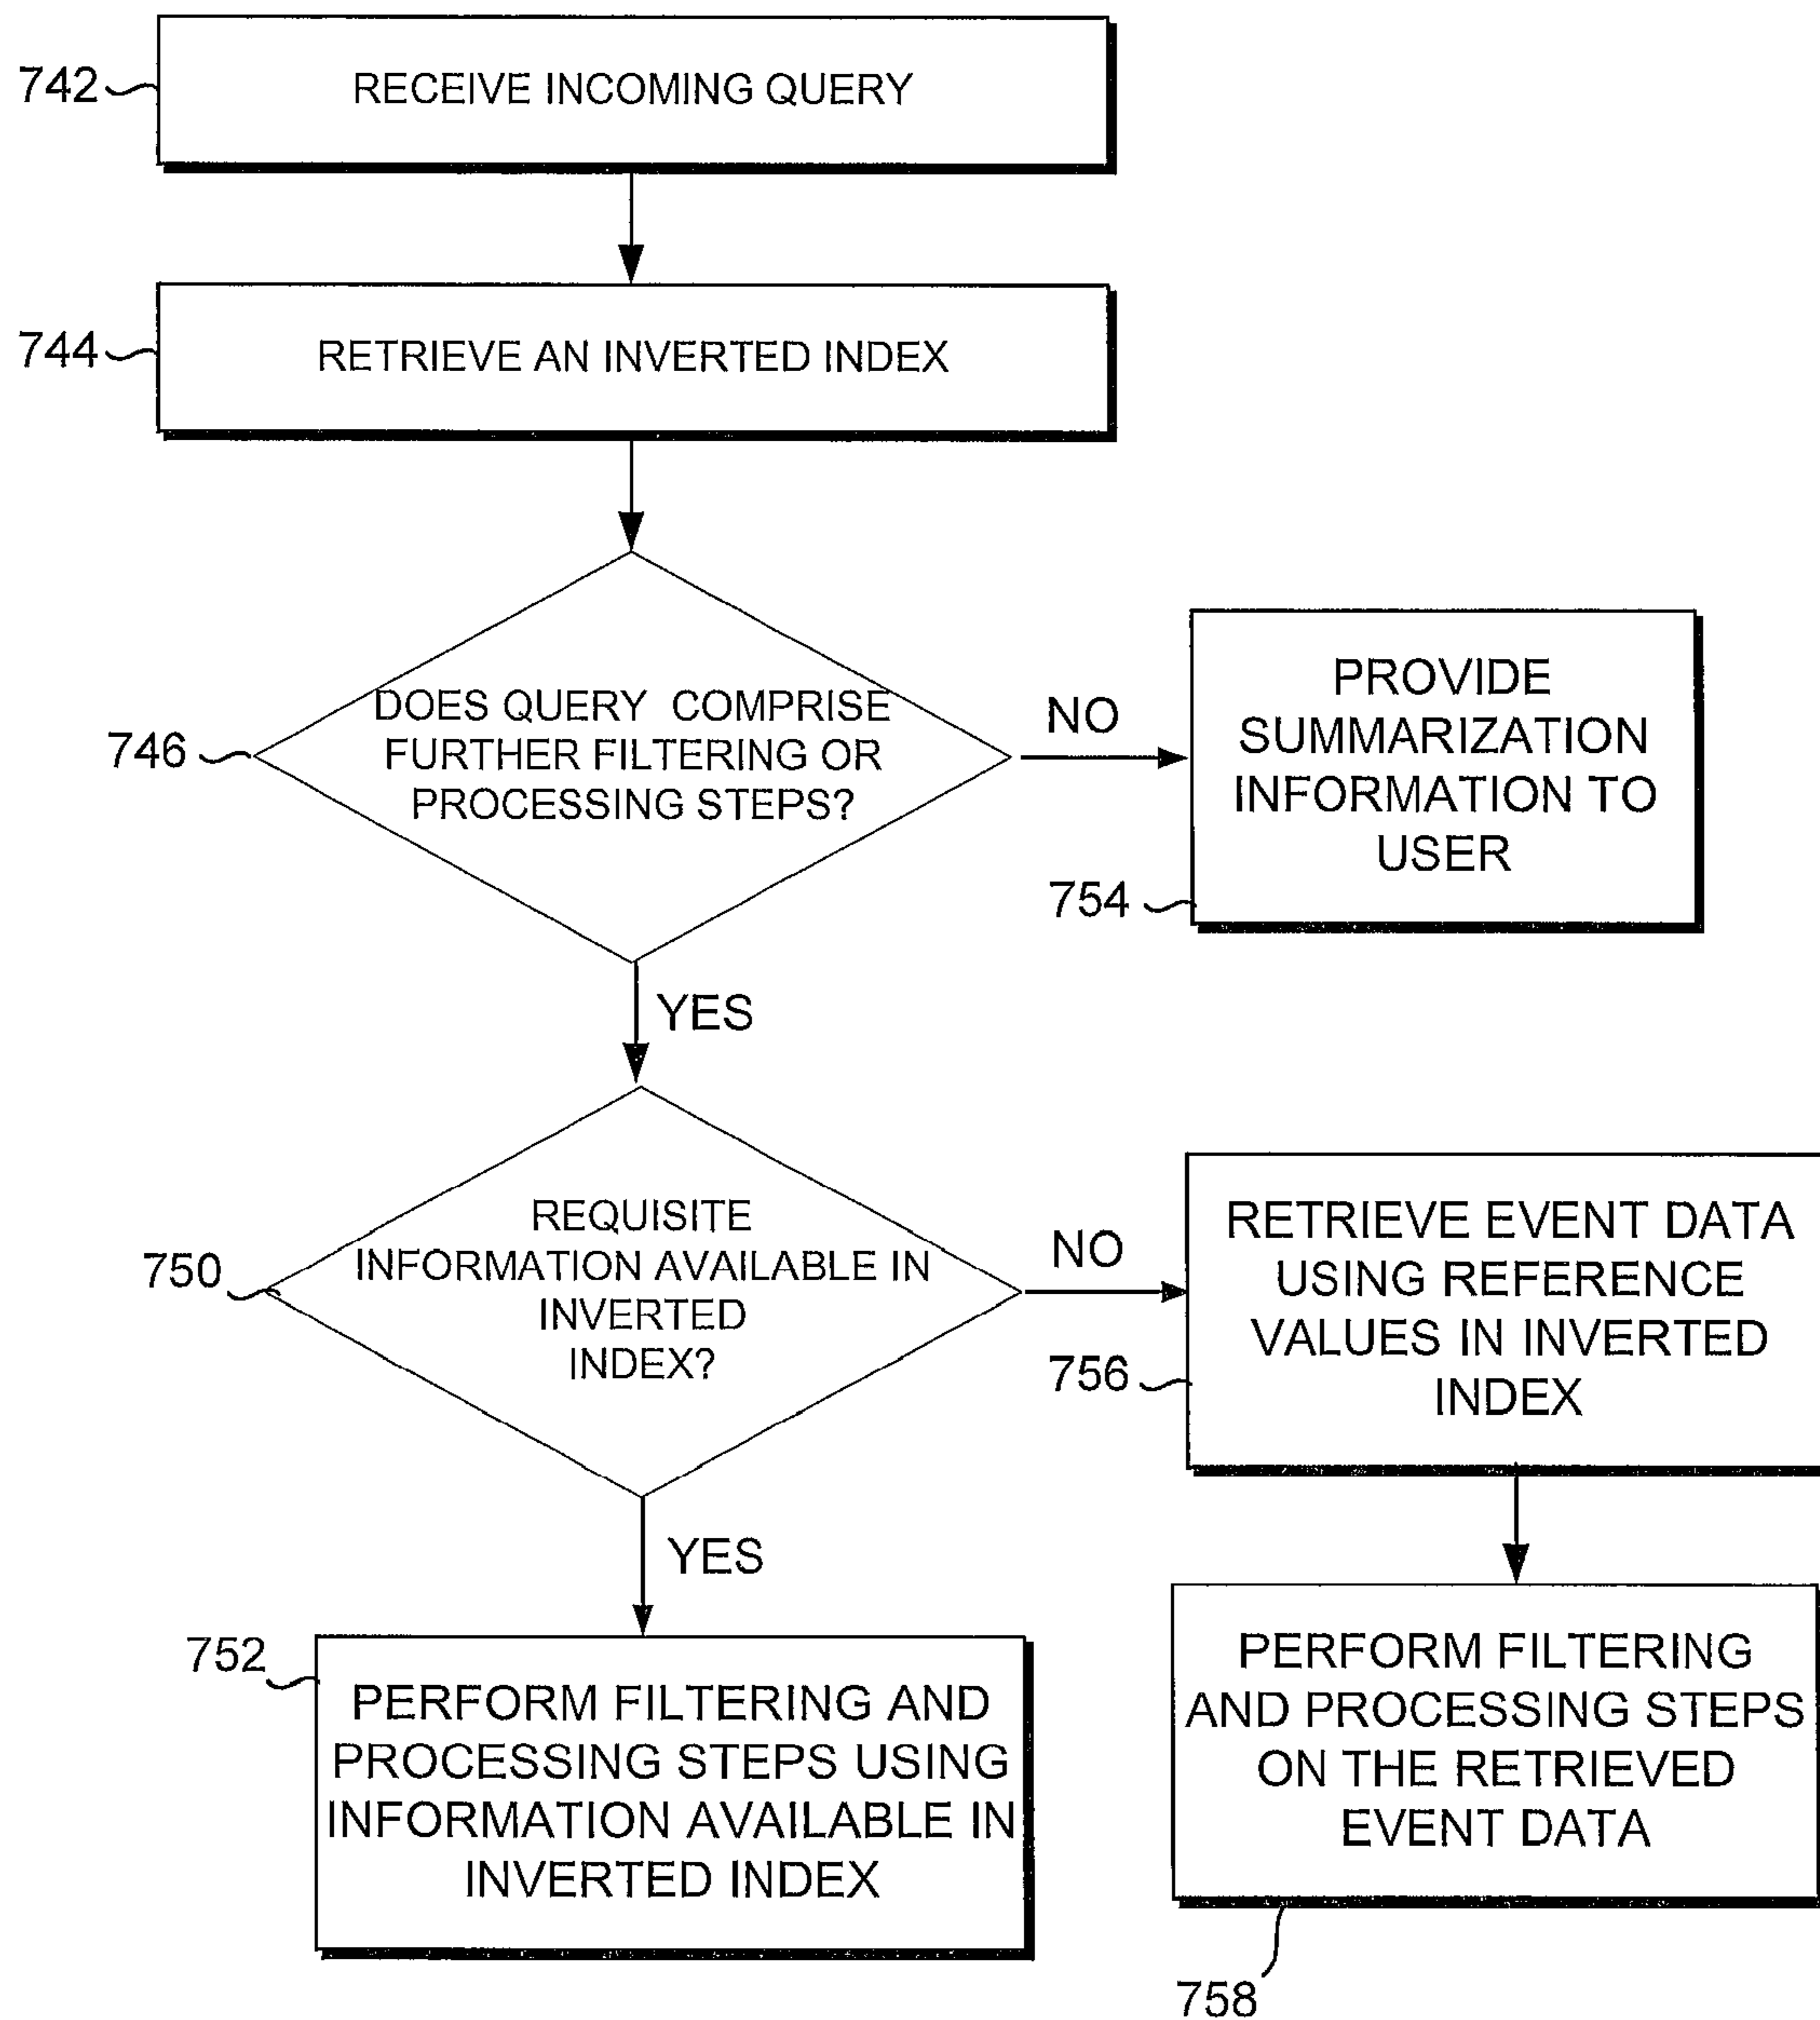 742
RECEIVE INCOMING QUERY
744
RETRIEVE AN INVERTED INDEX
746
DOES QUERY COMPRISE
FURTHER FILTERING OR
PROCESSING STEPS?
NO
PROVIDE
SUMMARIZATION
INFORMATION TO
USER
754
YES
750
REQUISITE
INFORMATION AVAILABLE IN
INVERTED
INDEX?
NO
RETRIEVE EVENT DATA
USING REFERENCE
VALUES IN INVERTED
INDEX
756
YES
752
PERFORM FILTERING AND
PROCESSING STEPS USING
INFORMATION AVAILABLE IN
INVERTED INDEX
PERFORM FILTERING
AND PROCESSING STEPS
ON THE RETRIEVED
EVENT DATA
758